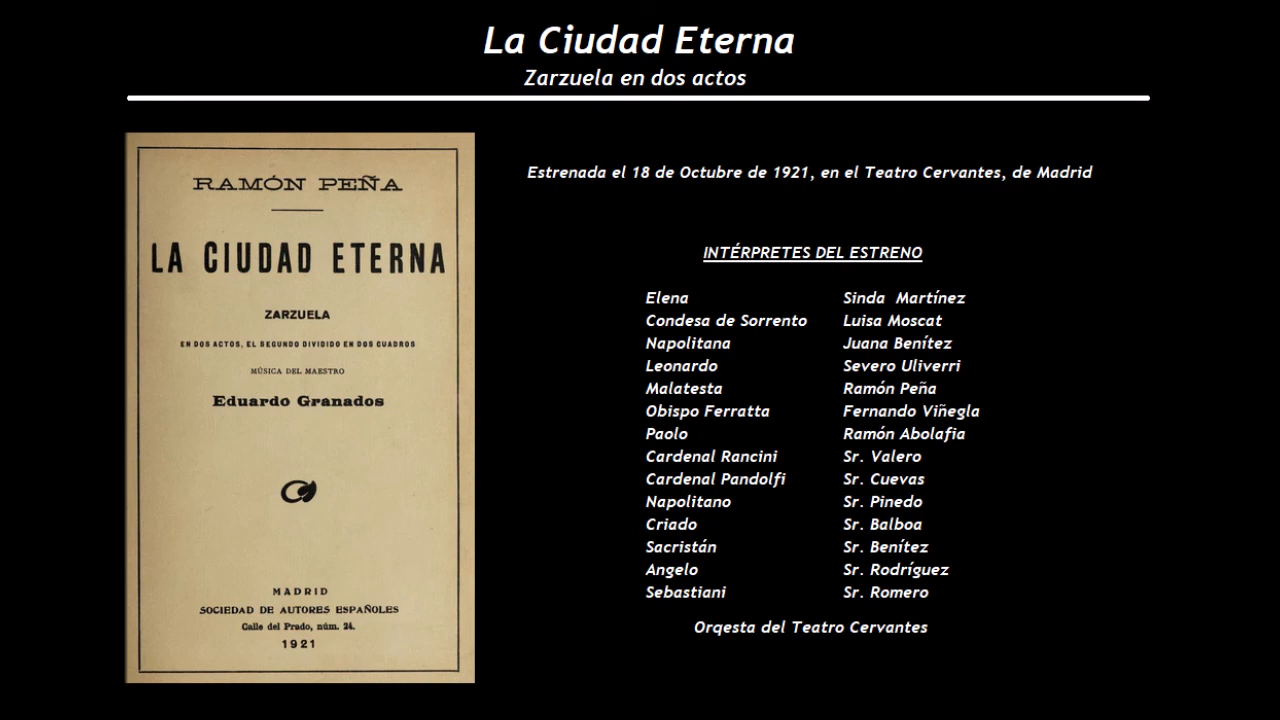 La Ciudad Eterna
Zarzuela en dos actos
RAMÓN PEÑA
LA CIUDAD ETERNA
ZARZUELA
EN DOS ACTOS, EL SEGUNDO DIVIDIDO EN DOS CUADROS
MÚSICA DEL MAESTRO
Eduardo Granados
MADRID
SOCIEDAD DE AUTORES ESPAÑOLES
Calle del Prado, núm. 24.
1921
Estrenada el 18 de Octubre de 1921, en el Teatro Cervantes, de Madrid
INTÉRPRETES DEL ESTRENO
Elena Sinda Martínez
Condesa de Sorrento Luisa Moscat
Napolitana Juana Benítez
Leonardo Severo Uliverri
Malatesta Ramón Peña
Obispo Ferratta Fernando Viñegla
Paolo Ramón Abolafia
Cardenal Rancini Sr. Valero
Cardenal Pandolfi Sr. Cuevas
Napolitano Sr. Pinedo
Criado Sr. Balboa
Sacristán Sr. Benítez
Angelo Sr. Rodríguez
Sebastiani Sr. Romero
Orqesta del Teatro Cervantes